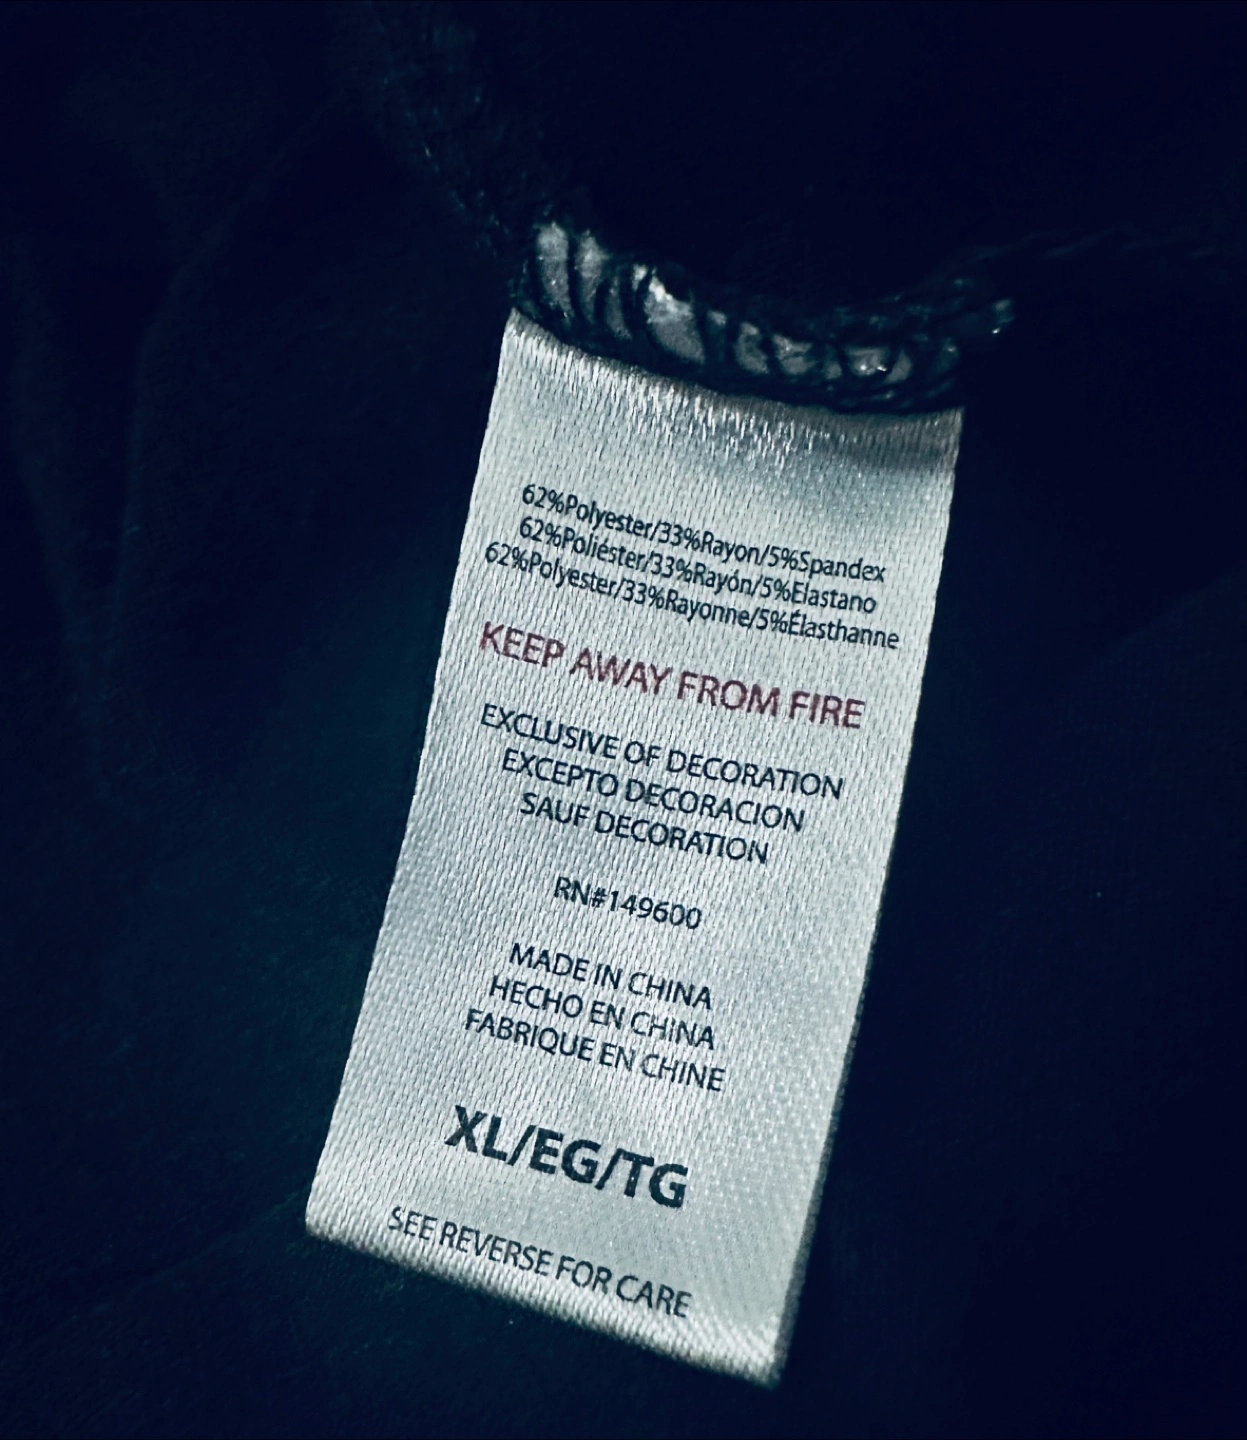 62%Polyester/33%Rayon/5%Spandex
62%Poliéster/33%Rayón/5%Elastano
62%Polyester/33%Rayonne/5%Élasthanne
KEEP AWAY FROM FIRE
EXCLUSIVE OF DECORATION
EXCEPTO DECORACION
SAUF DECORATION
RN#149600
MADE IN CHINA
HECHO EN CHINA
FABRIQUE EN CHINE
XL/EG/TG
SEE REVERSE FOR CARE